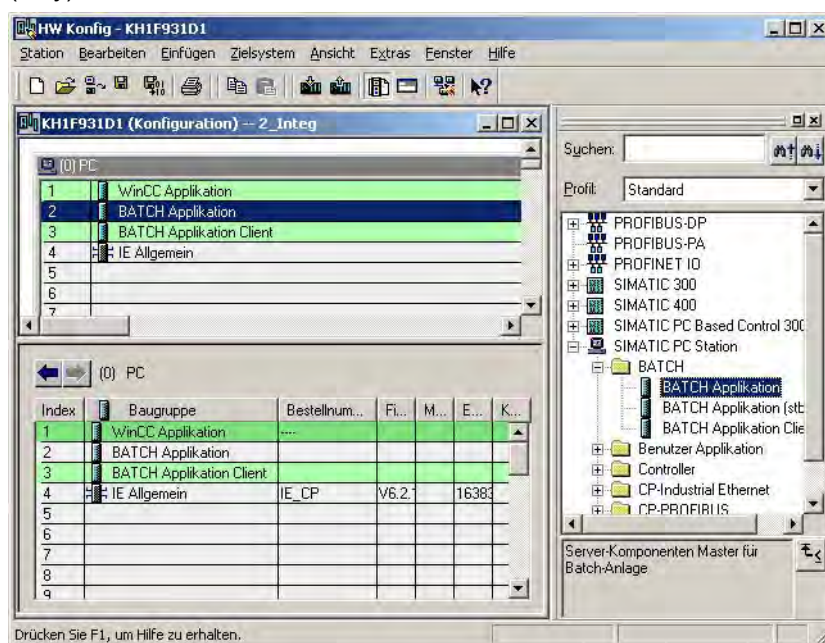 HW Konfig - KH1F931D1
Station Bearbeiten Einfügen Zielsystem Ansicht Extras Fenster Hilfe
KH1F931D1 (Konfiguration) -- 2_Integ
(0) PC
1 WinCC Applikation
2 BATCH Applikation
3 BATCH Applikation Client
4 IE Allgemein
5
6
7
(0) PC
Index Baugruppe Bestellnum... Fi... M... E... K...
1 WinCC Applikation ----
2 BATCH Applikation
3 BATCH Applikation Client
4 IE Allgemein IE_CP V6.2. 16383
5
6
7
8
9
Suchen:
Profil: Standard
PROFIBUS-DP
PROFIBUS-PA
PROFINET IO
SIMATIC 300
SIMATIC 400
SIMATIC PC Based Control 300
SIMATIC PC Station
BATCH
BATCH Applikation
BATCH Applikation (stb
BATCH Applikation Clie
Benutzer Applikation
Controller
CP-Industrial Ethernet
CP-PROFIBUS
Server-Komponenten Master für
Batch-Anlage
Drücken Sie F1, um Hilfe zu erhalten.